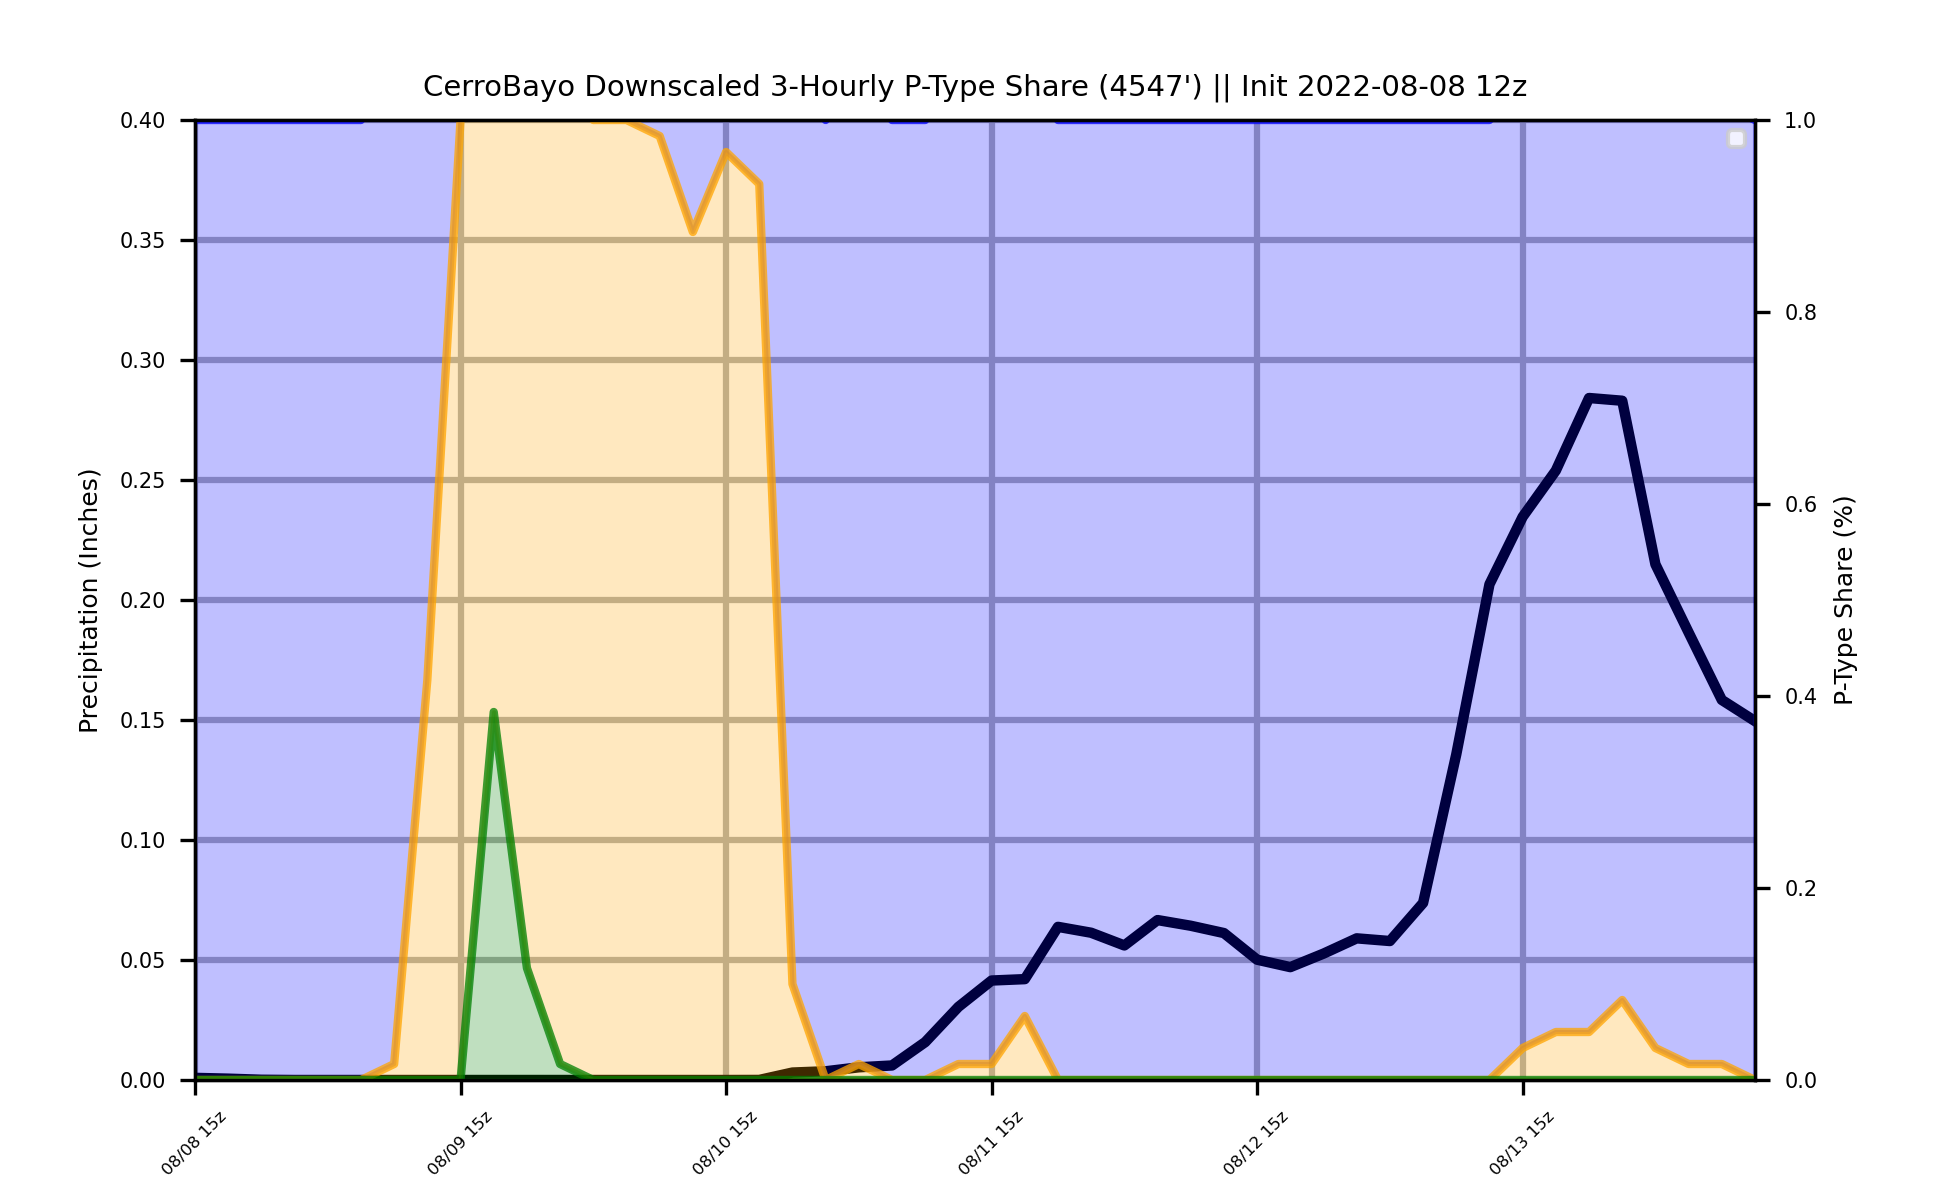 CerroBayo Downscaled 3-Hourly P-Type Share (4547') || Init 2022-08-08 12z
Precipitation (Inches)
0.40
0.35
0.30
0.25
0.20
0.15
0.10
0.05
0.00
1.0
0.8
0.6
0.4
0.2
0.0
P-Type Share (%)
08/08 15z
08/09 15z
08/10 15z
08/11 15z
08/12 15z
08/13 15z